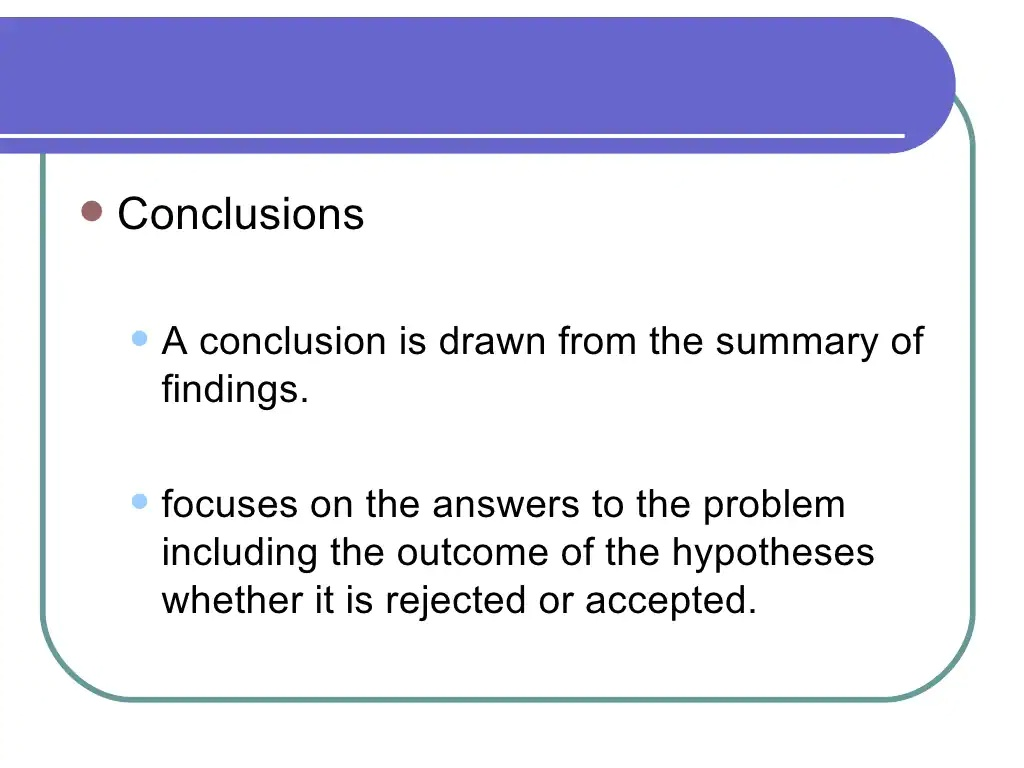 Conclusions
A conclusion is drawn from the summary of
findings.
focuses on the answers to the problem
including the outcome of the hypotheses
whether it is rejected or accepted.